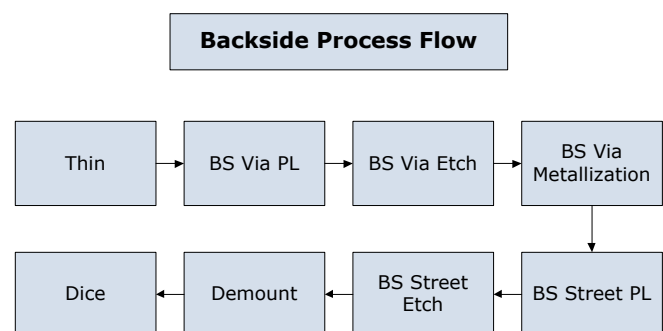 Backside Process Flow
Thin
BS Via PL
BS Via Etch
BS Via
Metallization
BS Street PL
BS Street
Etch
Demount
Dice